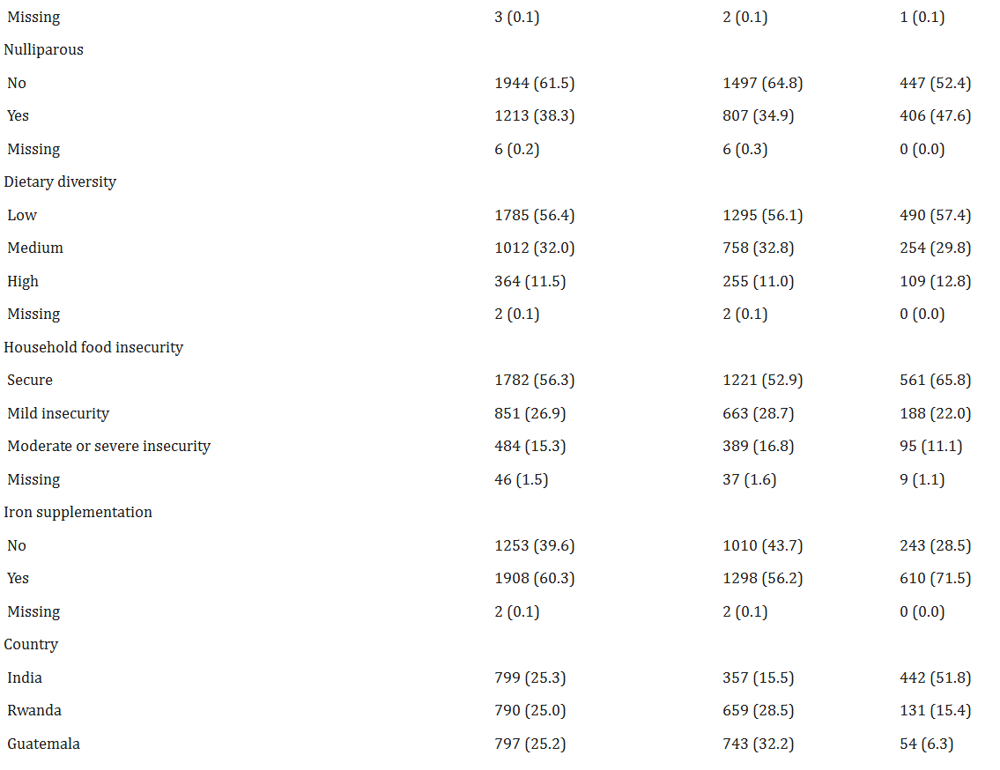 Missing 3 (0.1) 2 (0.1) 1 (0.1)
Nulliparous
No 1944 (61.5) 1497 (64.8) 447 (52.4)
Yes 1213 (38.3) 807 (34.9) 406 (47.6)
Missing 6 (0.2) 6 (0.3) 0 (0.0)
Dietary diversity
Low 1785 (56.4) 1295 (56.1) 490 (57.4)
Medium 1012 (32.0) 758 (32.8) 254 (29.8)
High 364 (11.5) 255 (11.0) 109 (12.8)
Missing 2 (0.1) 2 (0.1) 0 (0.0)
Household food insecurity
Secure 1782 (56.3) 1221 (52.9) 561 (65.8)
Mild insecurity 851 (26.9) 663 (28.7) 188 (22.0)
Moderate or severe insecurity 484 (15.3) 389 (16.8) 95 (11.1)
Missing 46 (1.5) 37 (1.6) 9 (1.1)
Iron supplementation
No 1253 (39.6) 1010 (43.7) 243 (28.5)
Yes 1908 (60.3) 1298 (56.2) 610 (71.5)
Missing 2 (0.1) 2 (0.1) 0 (0.0)
Country
India 799 (25.3) 357 (15.5) 442 (51.8)
Rwanda 790 (25.0) 659 (28.5) 131 (15.4)
Guatemala 797 (25.2) 743 (32.2) 54 (6.3)